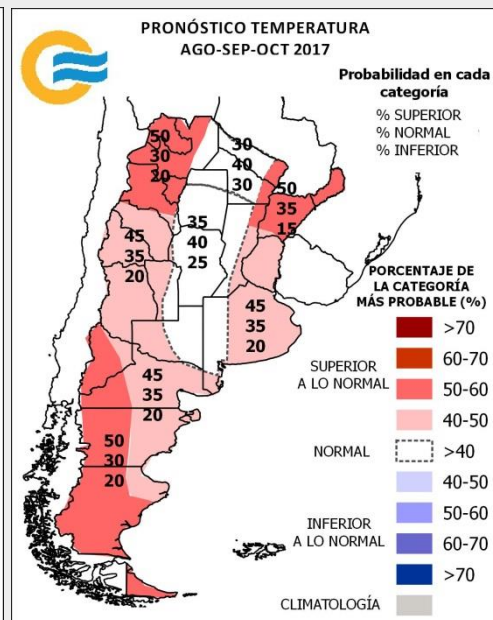 PRONÓSTICO TEMPERATURA
AGO-SEP-OCT 2017
Probabilidad en cada
categoría
% SUPERIOR
% NORMAL
% INFERIOR
50
30
20
30
40
30
50
35
15
45
35
20
35
40
25
45
35
20
45
35
20
50
30
20
PORCENTAJE DE
LA CATEGORÍA
MÁS PROBABLE (%)
>70
60-70
SUPERIOR
A LO NORMAL
50-60
40-50
NORMAL
>40
40-50
50-60
INFERIOR
A LO NORMAL
60-70
>70
CLIMATOLOGÍA